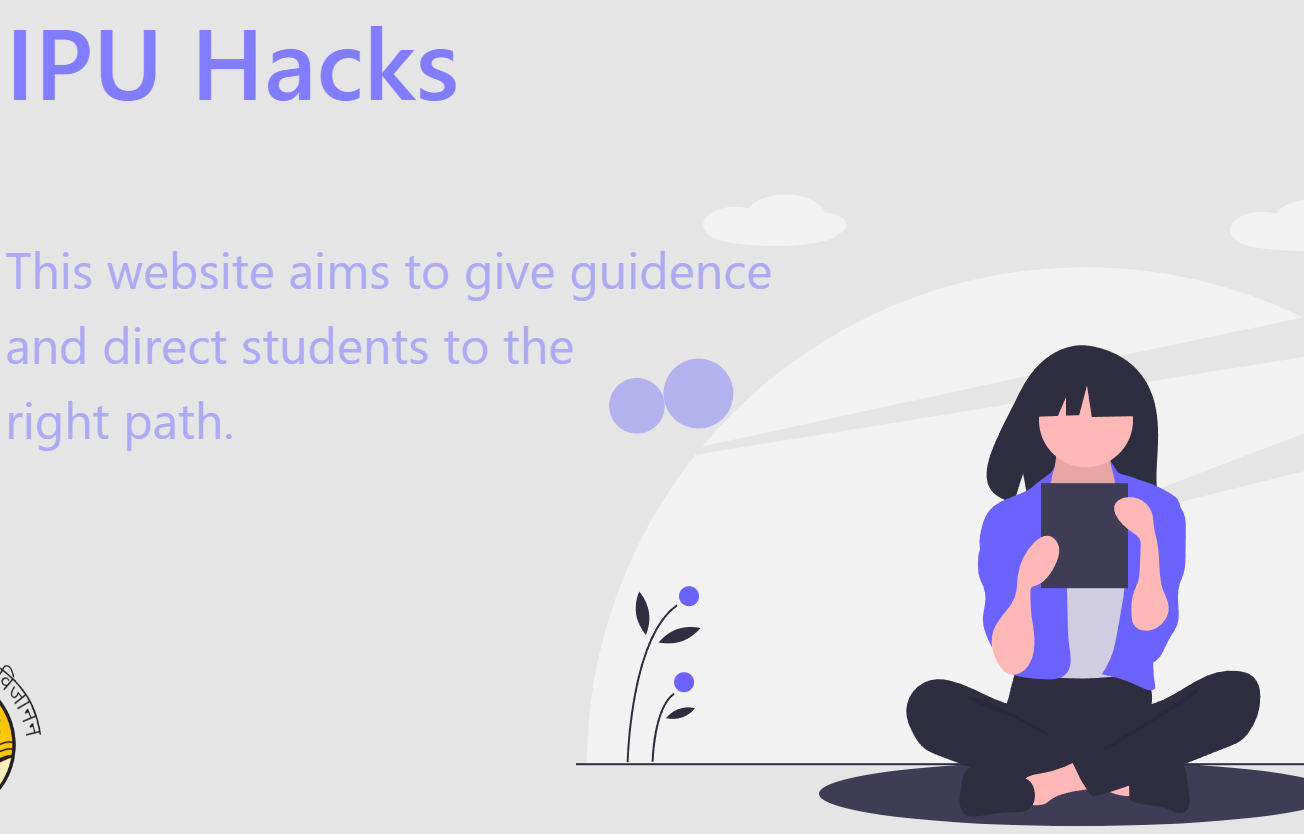 IPU Hacks
This website aims to give guidence
and direct students to the
right path.